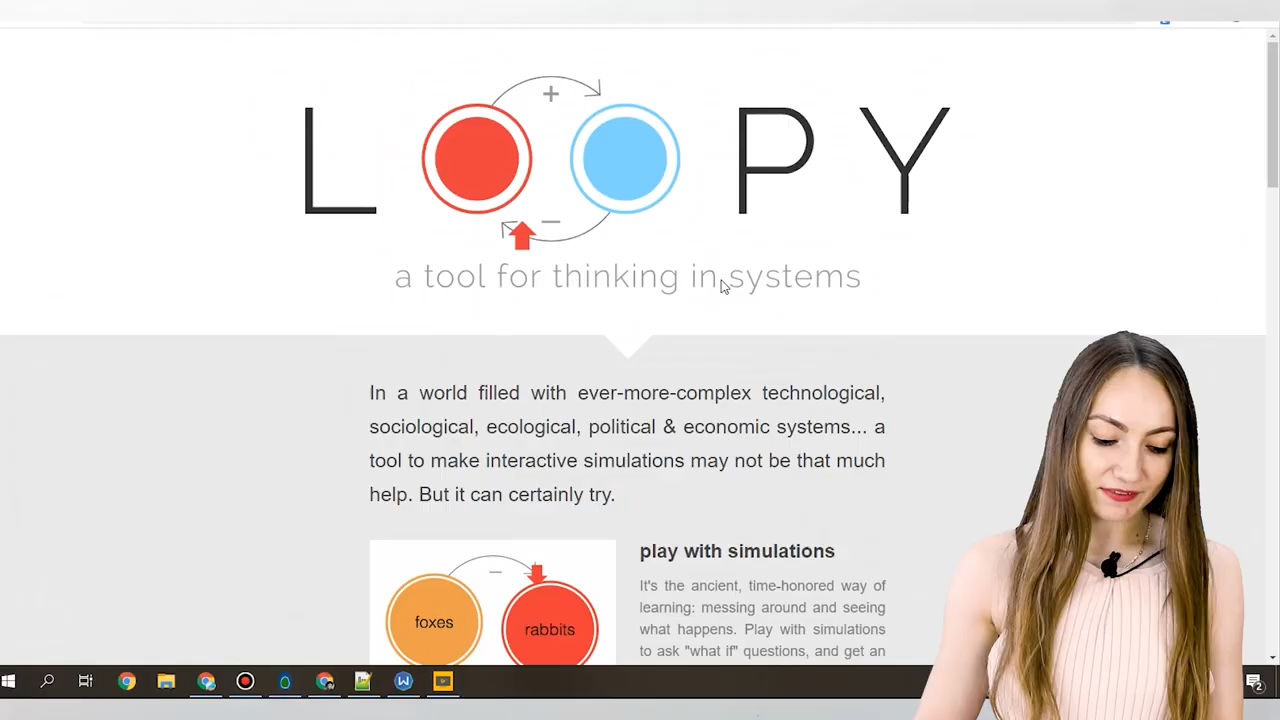 L O O P Y
+
−
a tool for thinking in systems
In a world filled with ever-more-complex technological,
sociological, ecological, political & economic systems... a
tool to make interactive simulations may not be that much
help. But it can certainly try.
play with simulations
−
foxes
rabbits
It's the ancient, time-honored way of
learning: messing around and seeing
what happens. Play with simulations
to ask "what if" questions, and get an
2